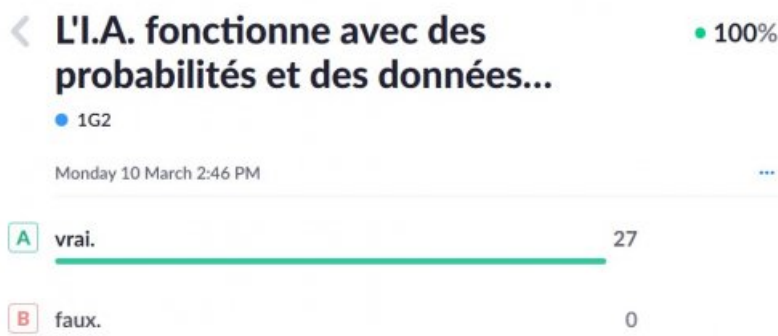 L'I.A. fonctionne avec des
probabilités et des données...
100%
1G2
Monday 10 March 2:46 PM
...
A vrai. 27
B faux. 0